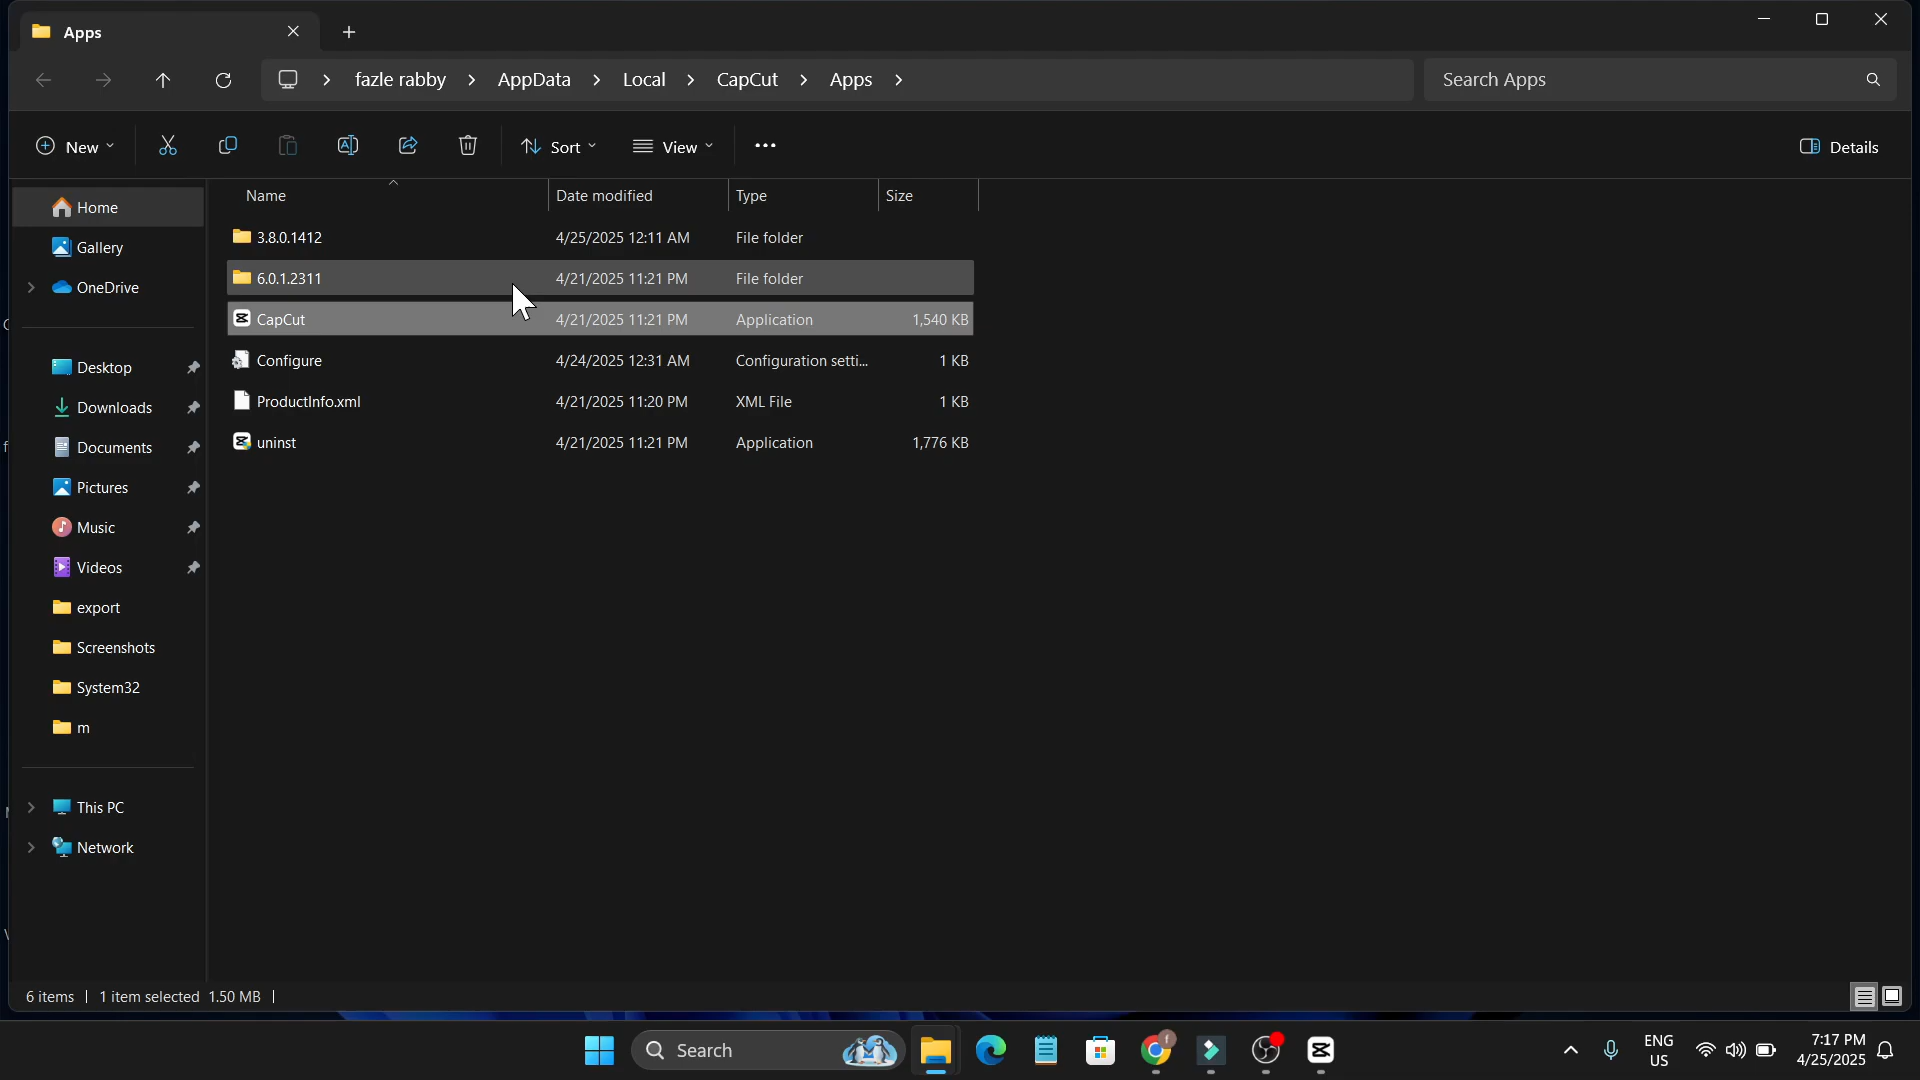 Apps
fazle rabby > AppData > Local > CapCut > Apps >
Search Apps
New
Sort
View
Details
Name Date modified Type Size
3.8.0.1412 4/25/2025 12:11 AM File folder
6.0.1.2311 4/21/2025 11:21 PM File folder
CapCut 4/21/2025 11:21 PM Application 1,540 KB
Configure 4/24/2025 12:31 AM Configuration setti... 1 KB
ProductInfo.xml 4/21/2025 11:20 PM XML File 1 KB
uninst 4/21/2025 11:21 PM Application 1,776 KB
Home
Gallery
OneDrive
Desktop
Downloads
Documents
Pictures
Music
Videos
export
Screenshots
System32
m
This PC
Network
6 items | 1 item selected 1.50 MB |
Search
ENG
US
7:17 PM
4/25/2025